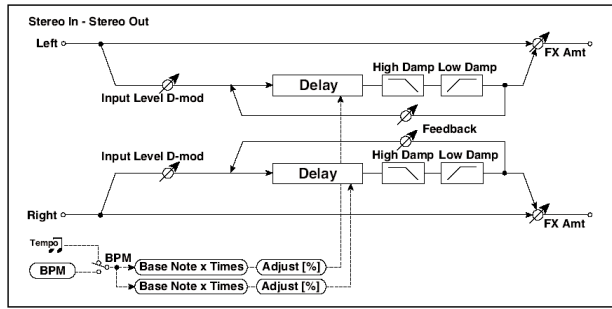 Stereo In - Stereo Out
Left
FX Amt
High Damp Low Damp
Delay
Input Level D-mod
Feedback
Input Level D-mod
High Damp Low Damp
Delay
Right
FX Amt
Tempo
BPM
BPM
Base Note x Times
Adjust [%]
Base Note x Times
Adjust [%]